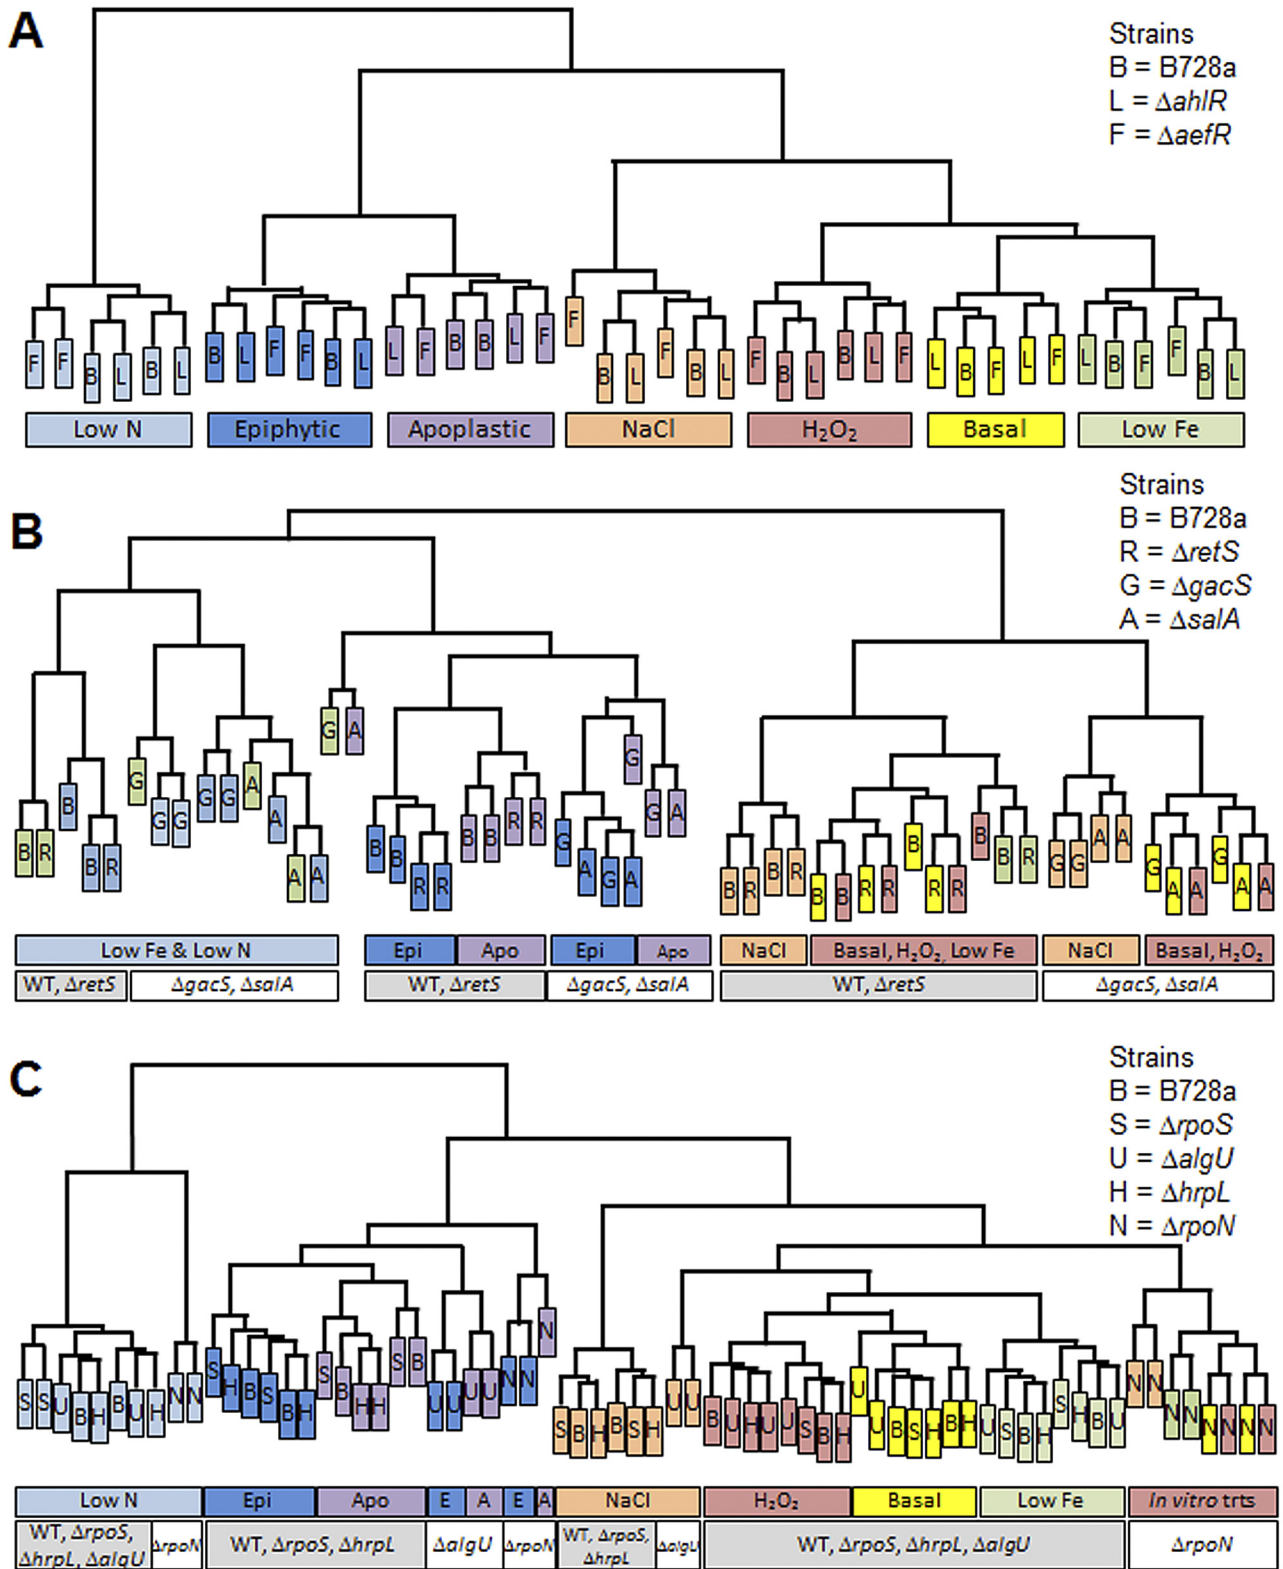 A
Strains
B = B728a
L = ΔahlR
F = ΔaefR
F F B L B L B L F F B L L F B B L F F B L F B L F B L B L F L B F L F L B F F B L
Low N Epiphytic Apoplastic NaCl H₂O₂ Basal Low Fe
B
Strains
B = B728a
R = ΔretS
G = ΔgacS
A = ΔsalA
B R B B R G G G G G A A A A G A B B R R B B R R G A G A G G A B R B R B B R R B R R B B R G G A A G A A G A A
Low Fe & Low N Epi Apo Epi Apo NaCl Basal, H₂O₂, Low Fe NaCl Basal, H₂O₂
WT, ΔretS ΔgacS, ΔsalA WT, ΔretS ΔgacS, ΔsalA WT, ΔretS ΔgacS, ΔsalA
C
Strains
B = B728a
S = ΔrpoS
U = ΔalgU
H = ΔhrpL
N = ΔrpoN
S S U B H B U H N N S H B S B H S B H H S B U U U U N N N S B H B S H U U B U H U U S B H U U B S H B H U S B H S H B U N N N N N N N N
Low N Epi Apo E A E A NaCl H₂O₂ Basal Low Fe In vitro trts
WT, ΔrpoS, ΔhrpL, ΔalgU ΔrpoN WT, ΔrpoS, ΔhrpL ΔalgU ΔrpoN WT, ΔrpoS, ΔhrpL ΔalgU WT, ΔrpoS, ΔhrpL, ΔalgU ΔrpoN